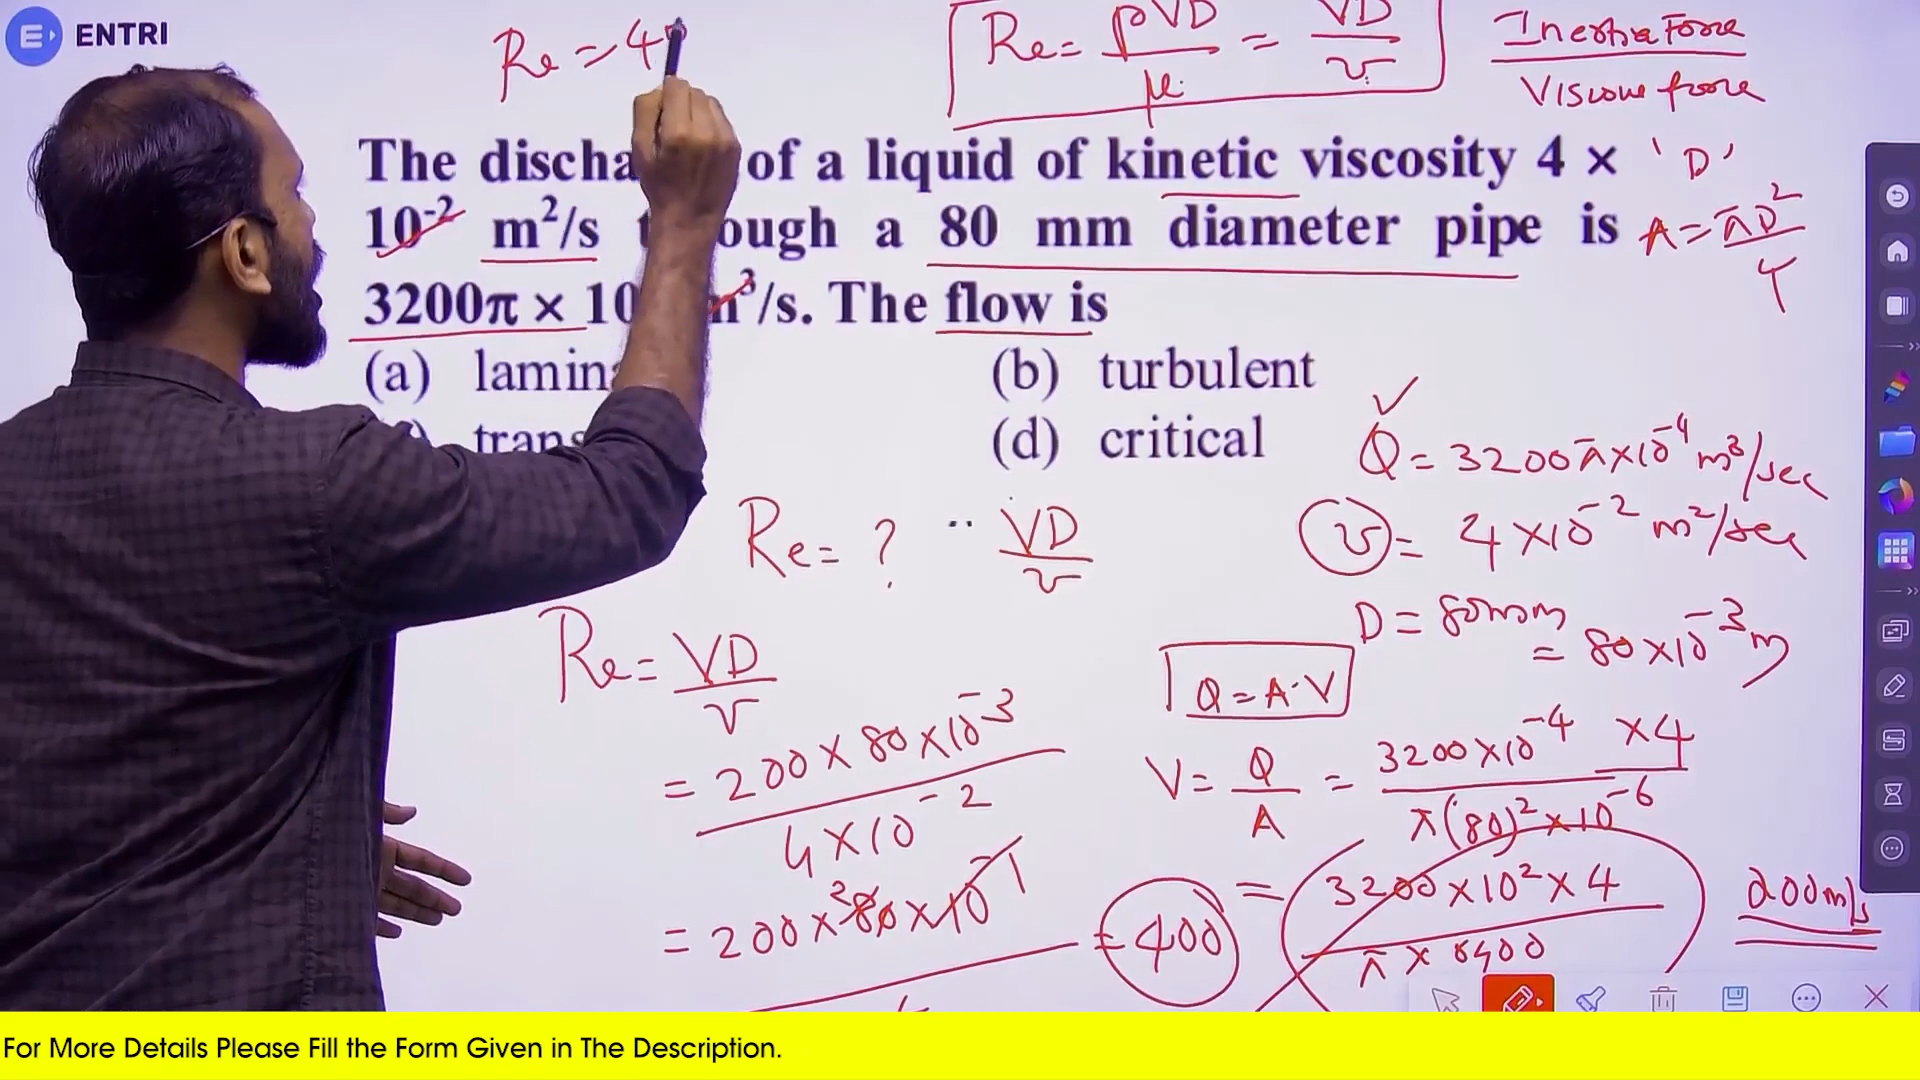 ENTRI
Re = 4
Re = ρVD/μ = VD/ν
Inertia Force
Viscous force
The discha of a liquid of kinetic viscosity 4 ×
10⁻² m²/s ough a 80 mm diameter pipe is
3200π × 10 m³/s. The flow is
(a) lamina
(b) turbulent
trans
(d) critical
'D'
A = πD²/4
Q = 3200π×10⁻⁴ m³/sec
ν = 4×10⁻² m²/sec
D = 80mm
= 80×10⁻³ m
Re = ? VD/ν
Re = VD/ν
= 200×80×10⁻³ / 4×10⁻²
= 200×80×10⁻¹
= 400
Q = A·V
V = Q/A = 3200×10⁻⁴ ×4 / π(80)²×10⁻⁶
= 3200×10²×4 / π×6400
200m/s
For More Details Please Fill the Form Given in The Description.